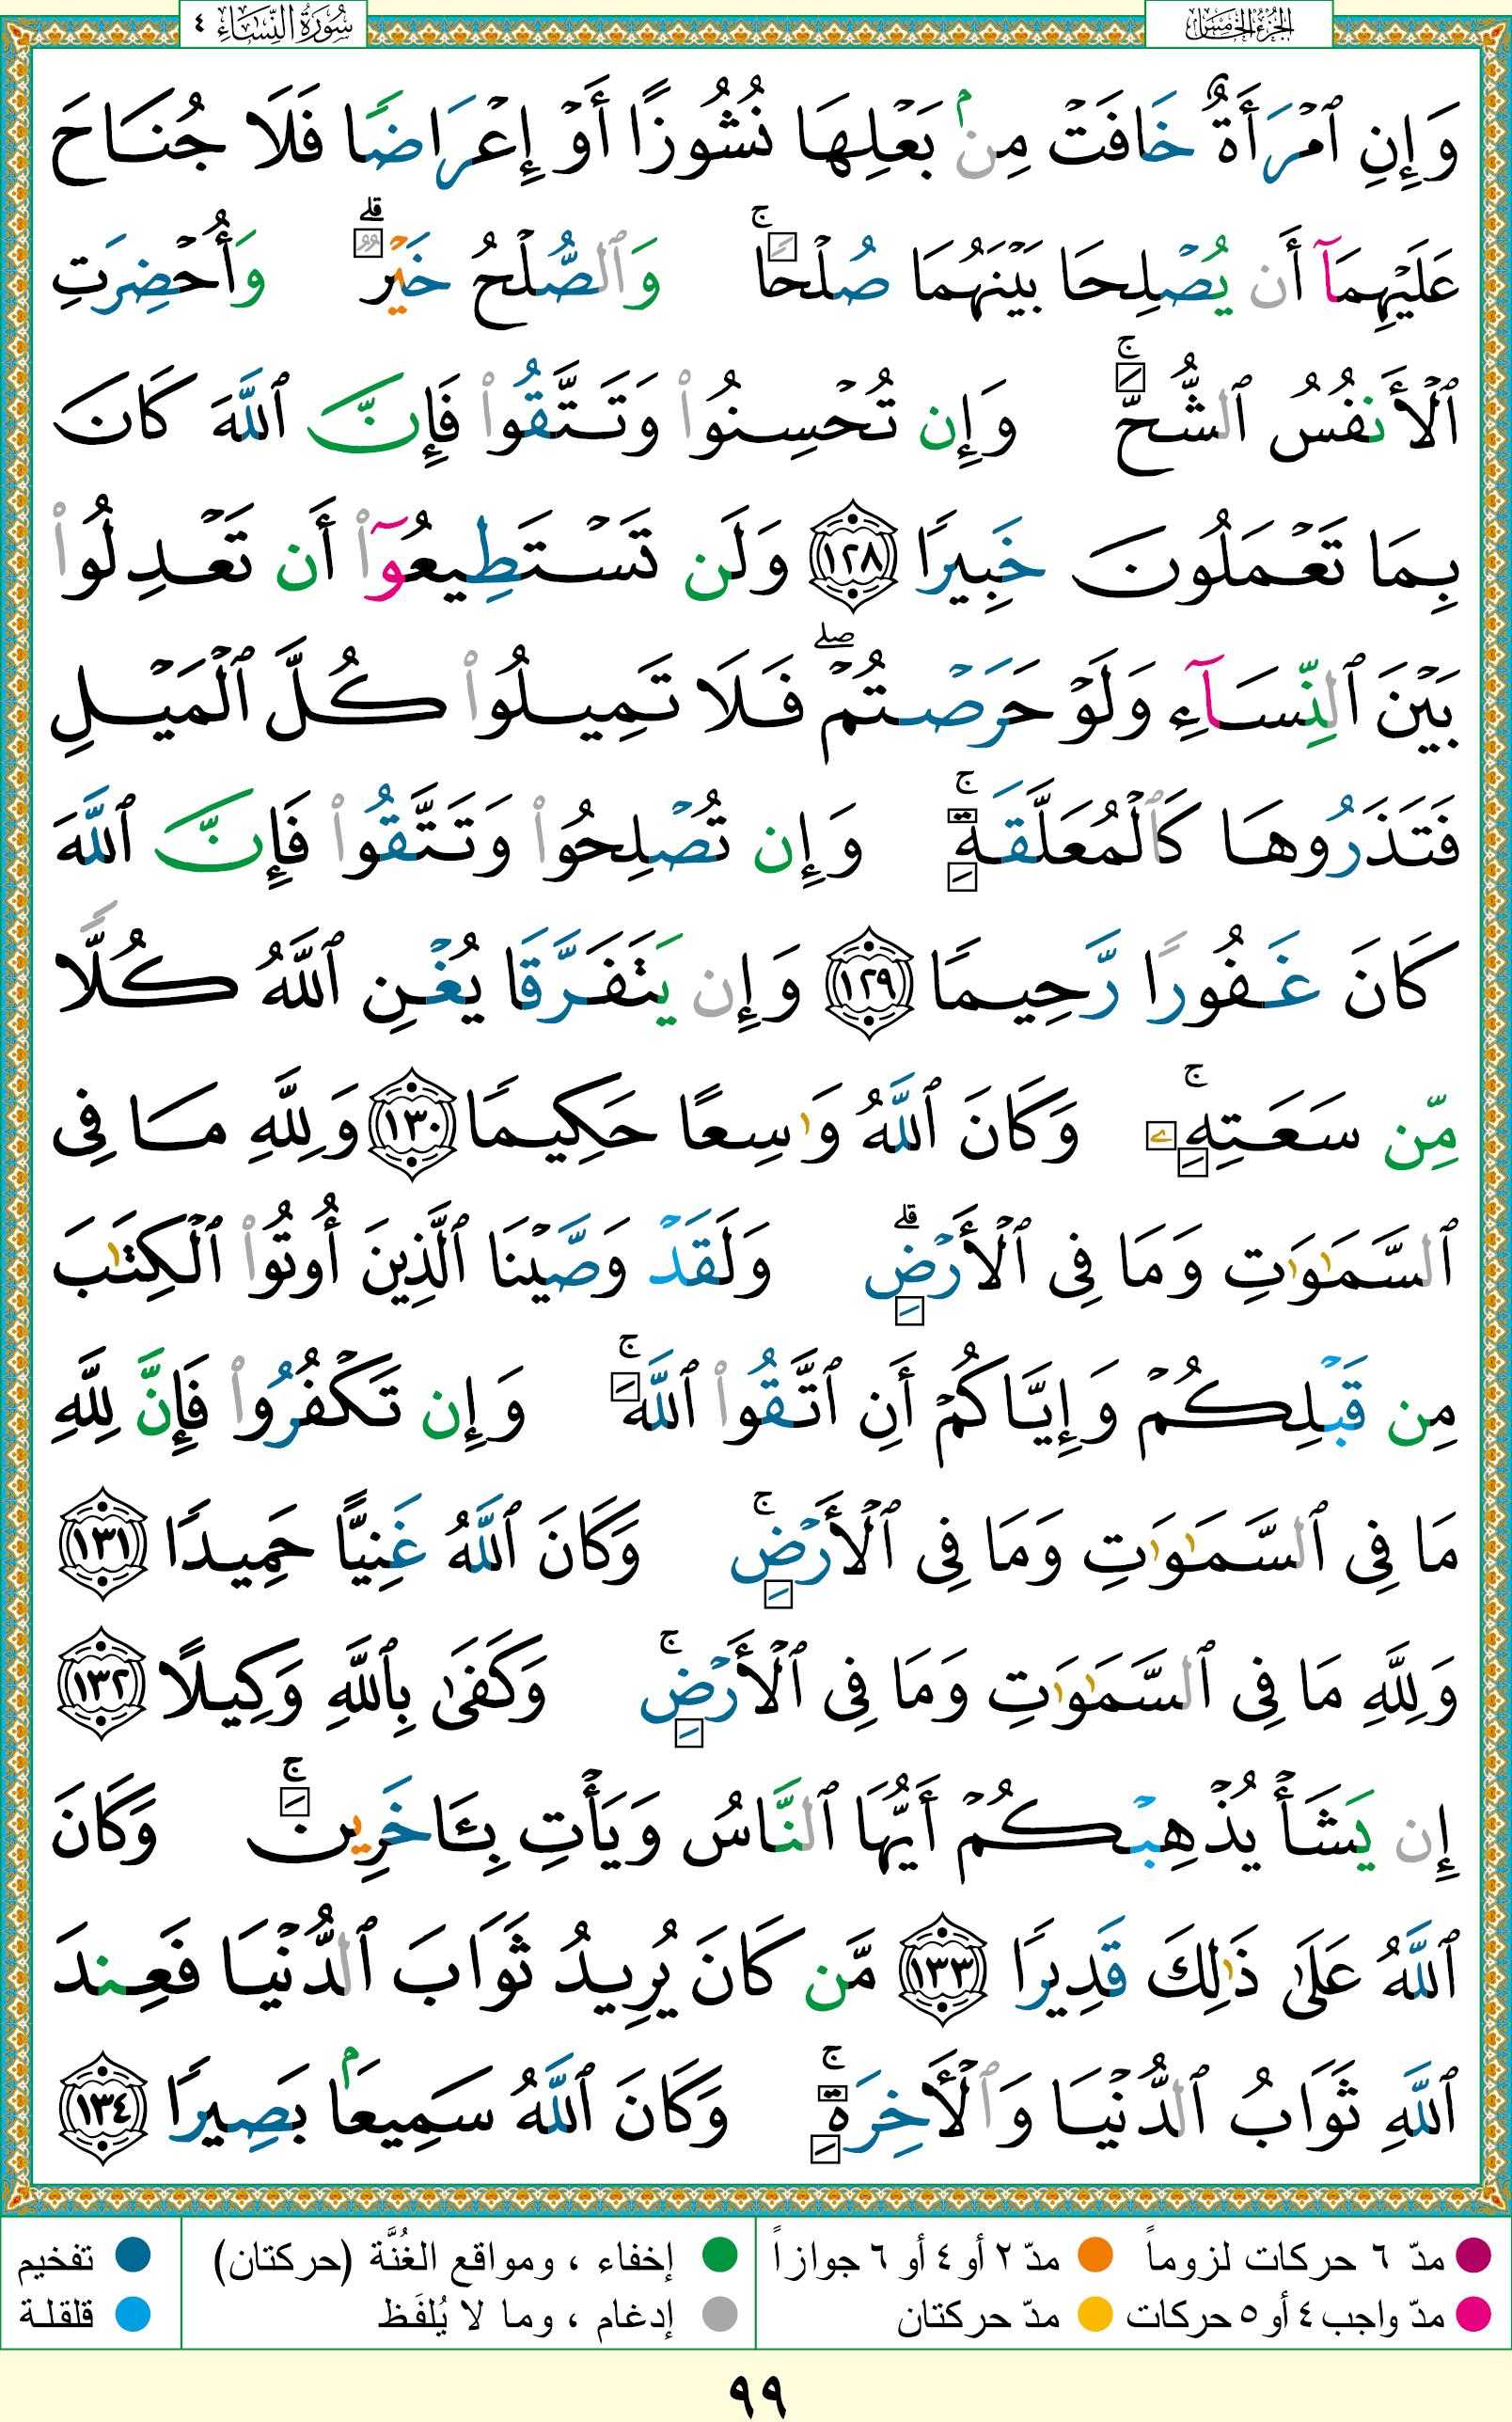 الجزء الخامس
سورة النساء ٤
وَإِنِ ٱمۡرَأَةٌ خَافَتۡ مِنۢ بَعۡلِهَا نُشُوزًا أَوۡ إِعۡرَاضًا فَلَا جُنَاحَ
عَلَيۡهِمَآ أَن يُصۡلِحَا بَيۡنَهُمَا صُلۡحًاۚ وَٱلصُّلۡحُ خَيۡرٌۗ وَأُحۡضِرَتِ
ٱلۡأَنفُسُ ٱلشُّحَّۚ وَإِن تُحۡسِنُواْ وَتَتَّقُواْ فَإِنَّ ٱللَّهَ كَانَ
بِمَا تَعۡمَلُونَ خَبِيرًا ١٢٨ وَلَن تَسۡتَطِيعُوٓاْ أَن تَعۡدِلُواْ
بَيۡنَ ٱلنِّسَآءِ وَلَوۡ حَرَصۡتُمۡۖ فَلَا تَمِيلُواْ كُلَّ ٱلۡمَيۡلِ
فَتَذَرُوهَا كَٱلۡمُعَلَّقَةِۚ وَإِن تُصۡلِحُواْ وَتَتَّقُواْ فَإِنَّ ٱللَّهَ
كَانَ غَفُورًا رَّحِيمًا ١٢٩ وَإِن يَتَفَرَّقَا يُغۡنِ ٱللَّهُ كُلًّا
مِّن سَعَتِهِۦۚ وَكَانَ ٱللَّهُ وَٰسِعًا حَكِيمًا ١٣٠ وَلِلَّهِ مَا فِى
ٱلسَّمَٰوَٰتِ وَمَا فِى ٱلۡأَرۡضِۗ وَلَقَدۡ وَصَّيۡنَا ٱلَّذِينَ أُوتُواْ ٱلۡكِتَٰبَ
مِن قَبۡلِكُمۡ وَإِيَّاكُمۡ أَنِ ٱتَّقُواْ ٱللَّهَۚ وَإِن تَكۡفُرُواْ فَإِنَّ لِلَّهِ
مَا فِى ٱلسَّمَٰوَٰتِ وَمَا فِى ٱلۡأَرۡضِۚ وَكَانَ ٱللَّهُ غَنِيًّا حَمِيدًا ١٣١
وَلِلَّهِ مَا فِى ٱلسَّمَٰوَٰتِ وَمَا فِى ٱلۡأَرۡضِۚ وَكَفَىٰ بِٱللَّهِ وَكِيلًا ١٣٢
إِن يَشَأۡ يُذۡهِبۡكُمۡ أَيُّهَا ٱلنَّاسُ وَيَأۡتِ بِـَٔاخَرِينَۚ وَكَانَ
ٱللَّهُ عَلَىٰ ذَٰلِكَ قَدِيرًا ١٣٣ مَّن كَانَ يُرِيدُ ثَوَابَ ٱلدُّنۡيَا فَعِندَ
ٱللَّهِ ثَوَابُ ٱلدُّنۡيَا وَٱلۡأَخِرَةِۚ وَكَانَ ٱللَّهُ سَمِيعَۢا بَصِيرًا ١٣٤
مدّ ٦ حركات لزوماً مدّ ٢ أو ٤ أو ٦ جوازاً إخفاء ، ومواقع الغُنَّة (حركتان) تفخيم
مدّ واجب ٤ أو ٥ حركات مدّ حركتان إدغام ، وما لا يُلفَظ قلقلة
٩٩